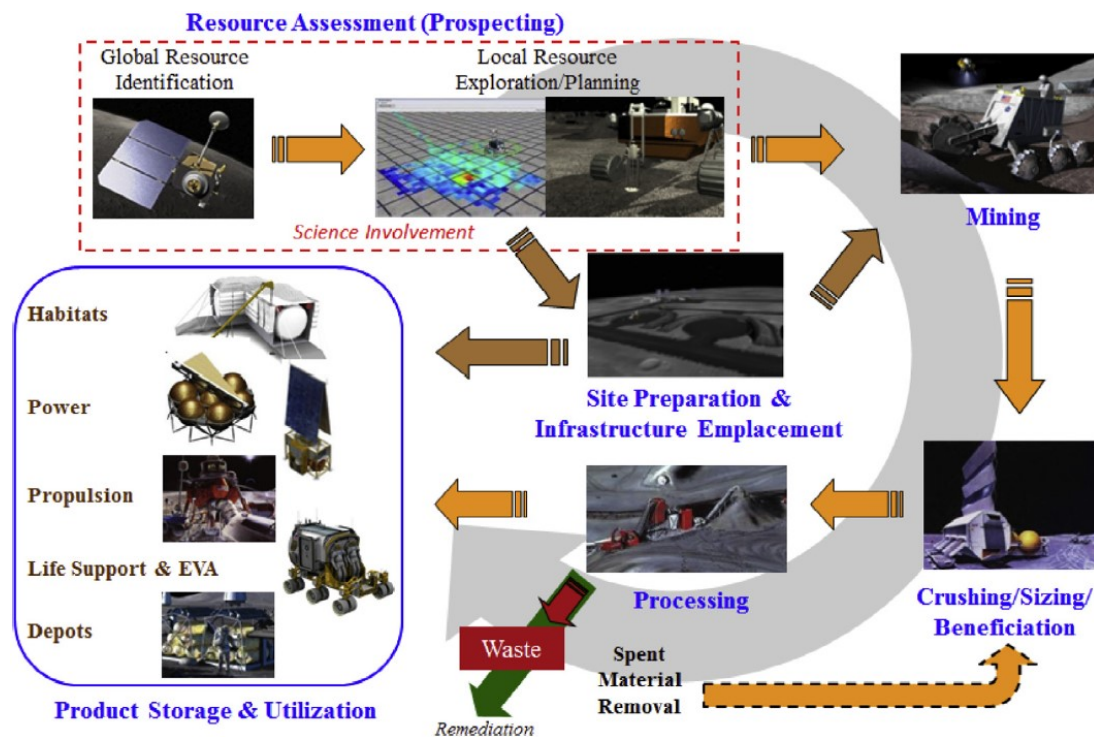 Resource Assessment (Prospecting)
Global Resource
Identification
Local Resource
Exploration/Planning
Science Involvement
Mining
Habitats
Power
Propulsion
Life Support & EVA
Depots
Product Storage & Utilization
Site Preparation &
Infrastructure Emplacement
Processing
Crushing/Sizing/
Beneficiation
Waste
Remediation
Spent
Material
Removal